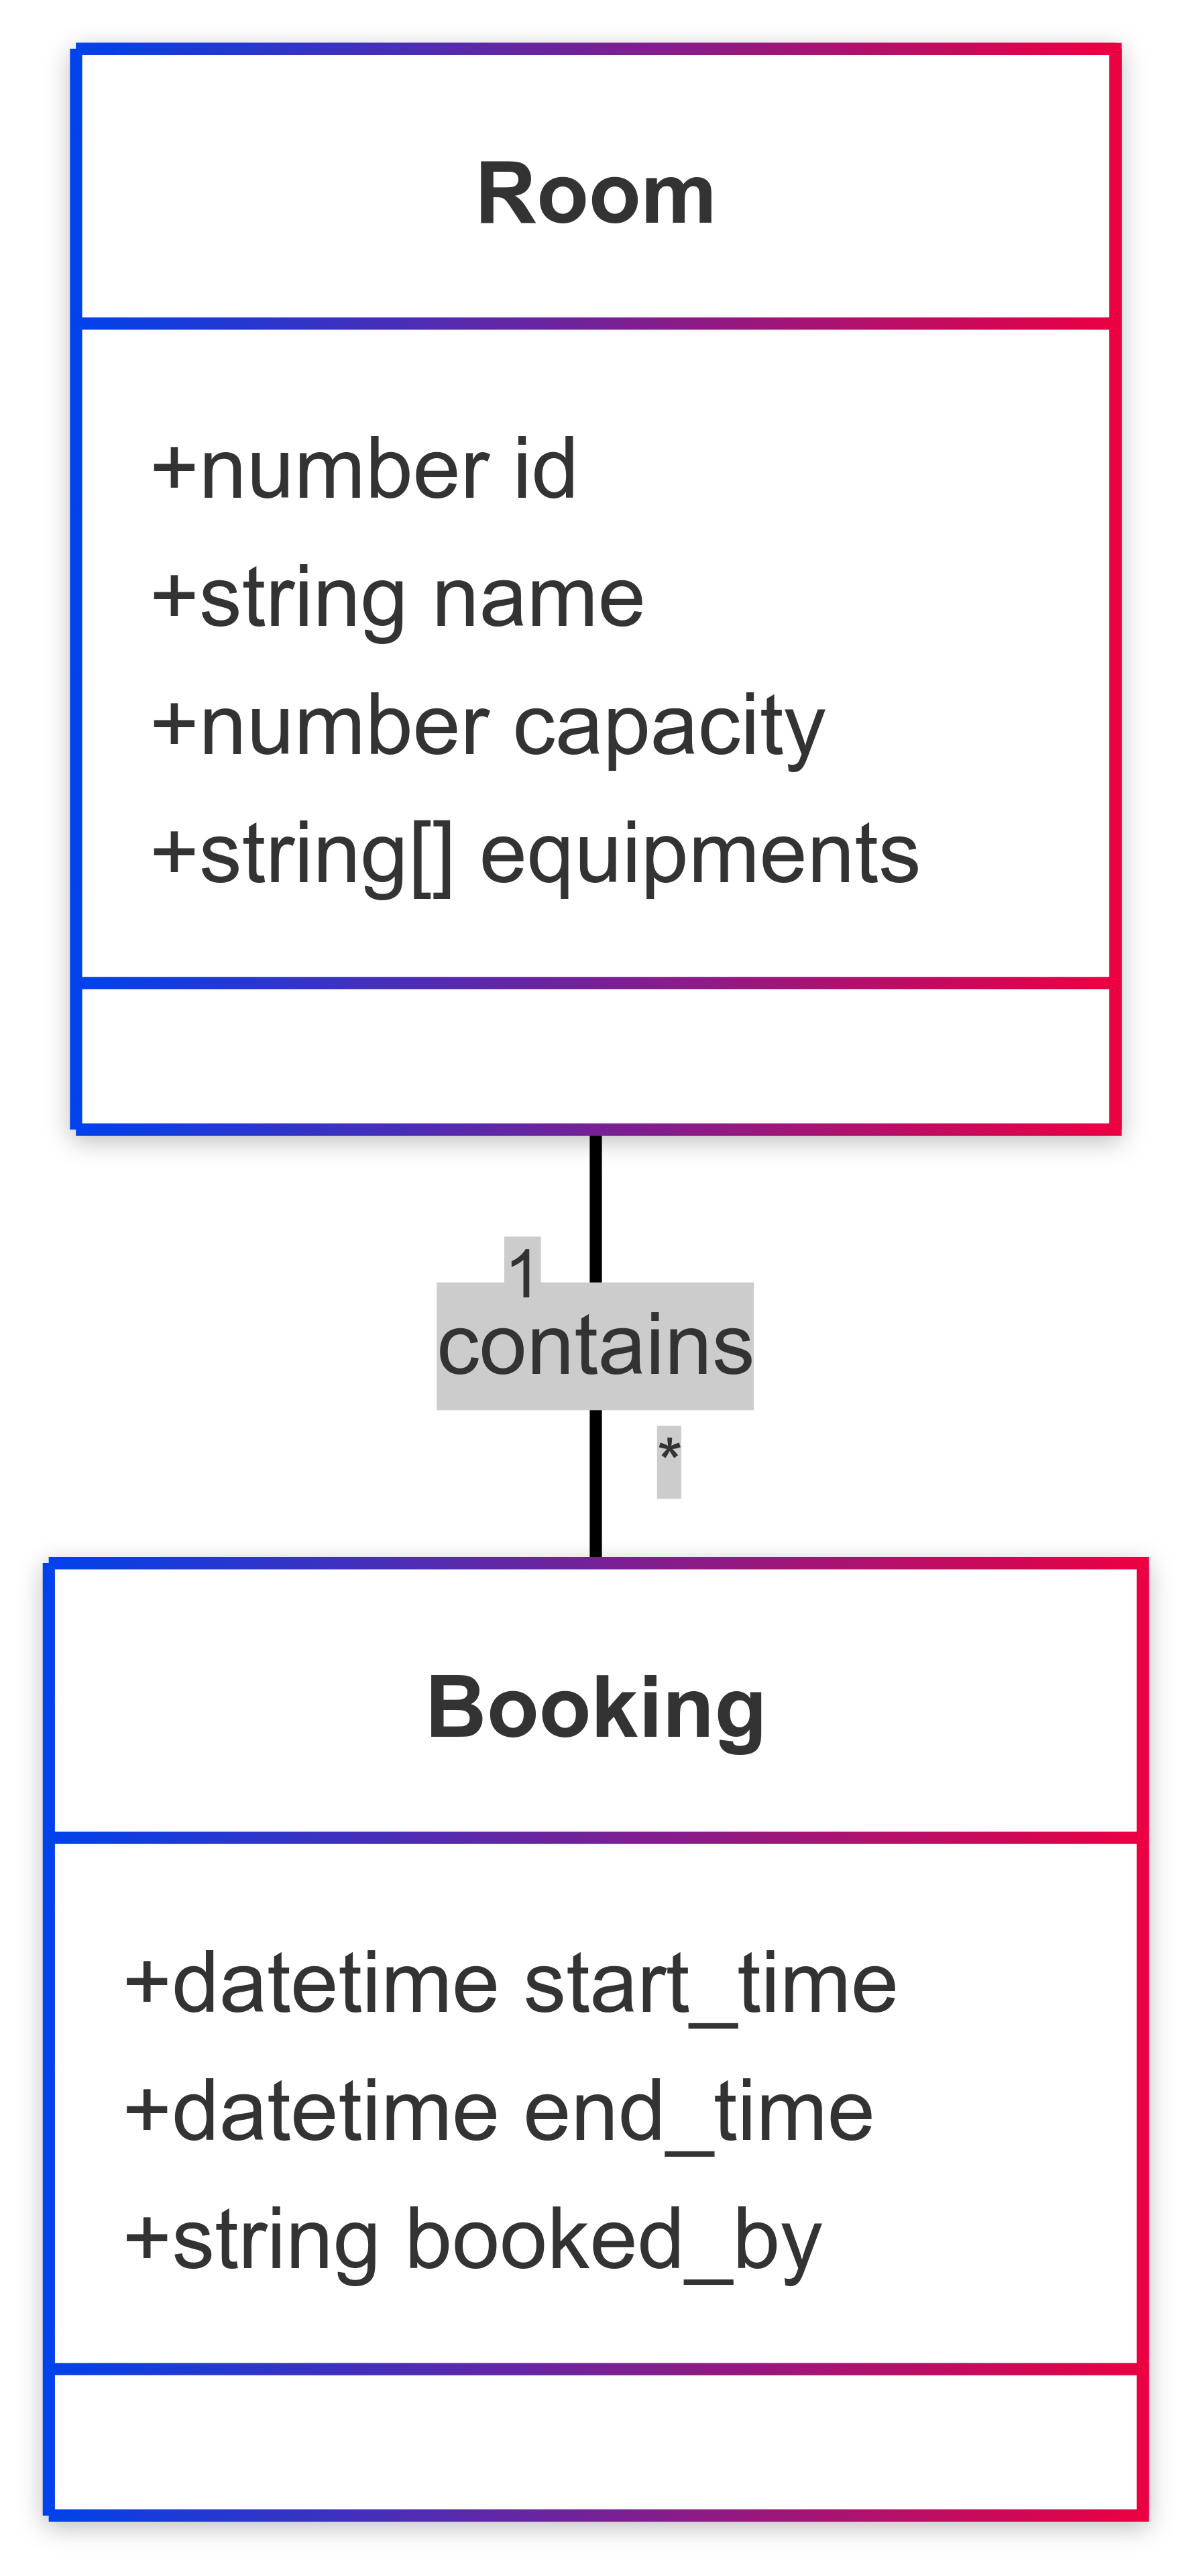 Room
+number id
+string name
+number capacity
+string[] equipments
1
contains
*
Booking
+datetime start_time
+datetime end_time
+string booked_by